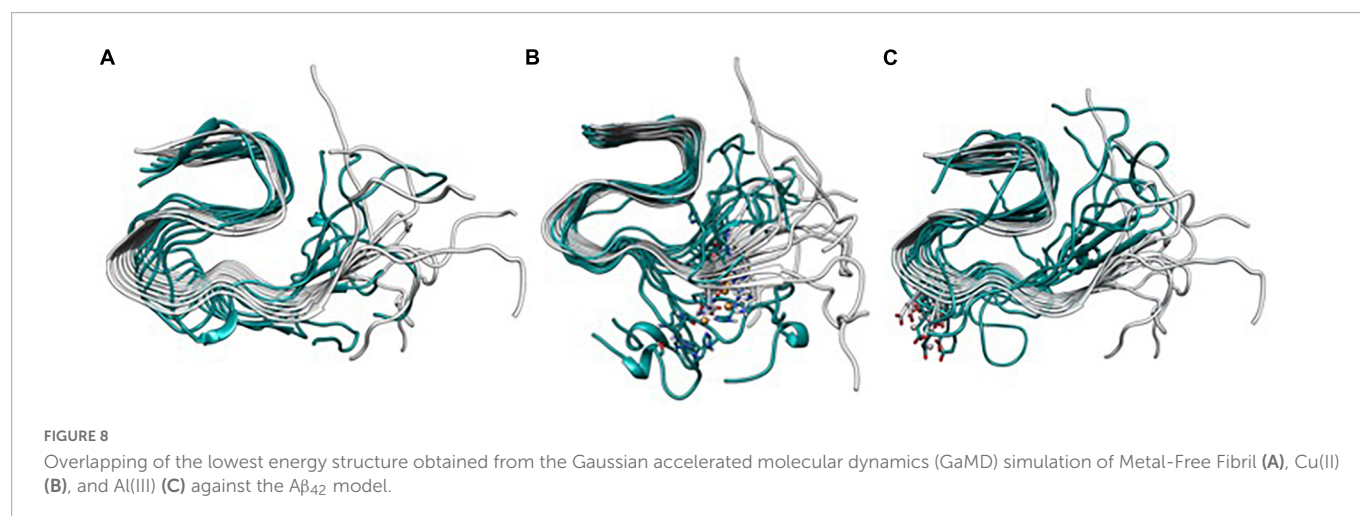 A
B
C
FIGURE 8
Overlapping of the lowest energy structure obtained from the Gaussian accelerated molecular dynamics (GaMD) simulation of Metal-Free Fibril (A), Cu(II)
(B), and Al(III) (C) against the Aβ₄₂ model.